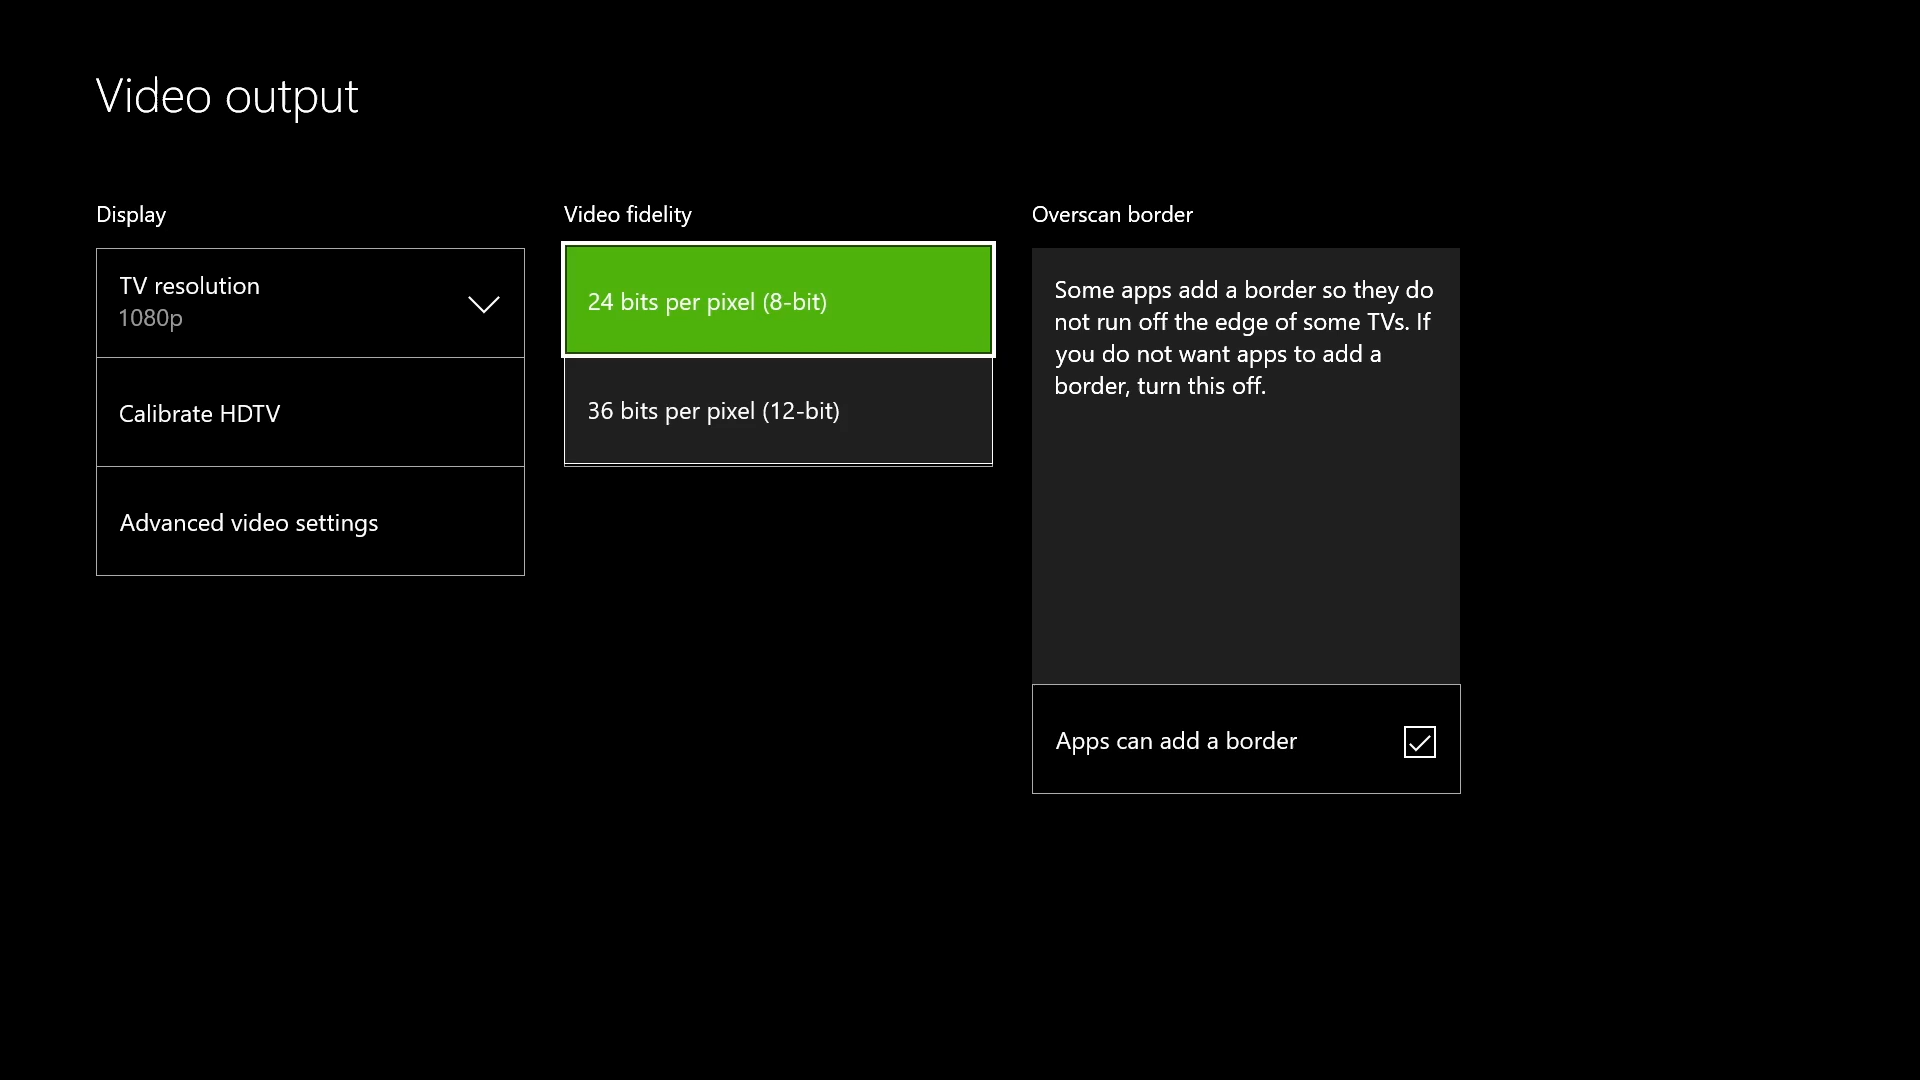 Video output
Display
TV resolution
1080p
Calibrate HDTV
Advanced video settings
Video fidelity
24 bits per pixel (8-bit)
36 bits per pixel (12-bit)
Overscan border
Some apps add a border so they do
not run off the edge of some TVs. If
you do not want apps to add a
border, turn this off.
Apps can add a border